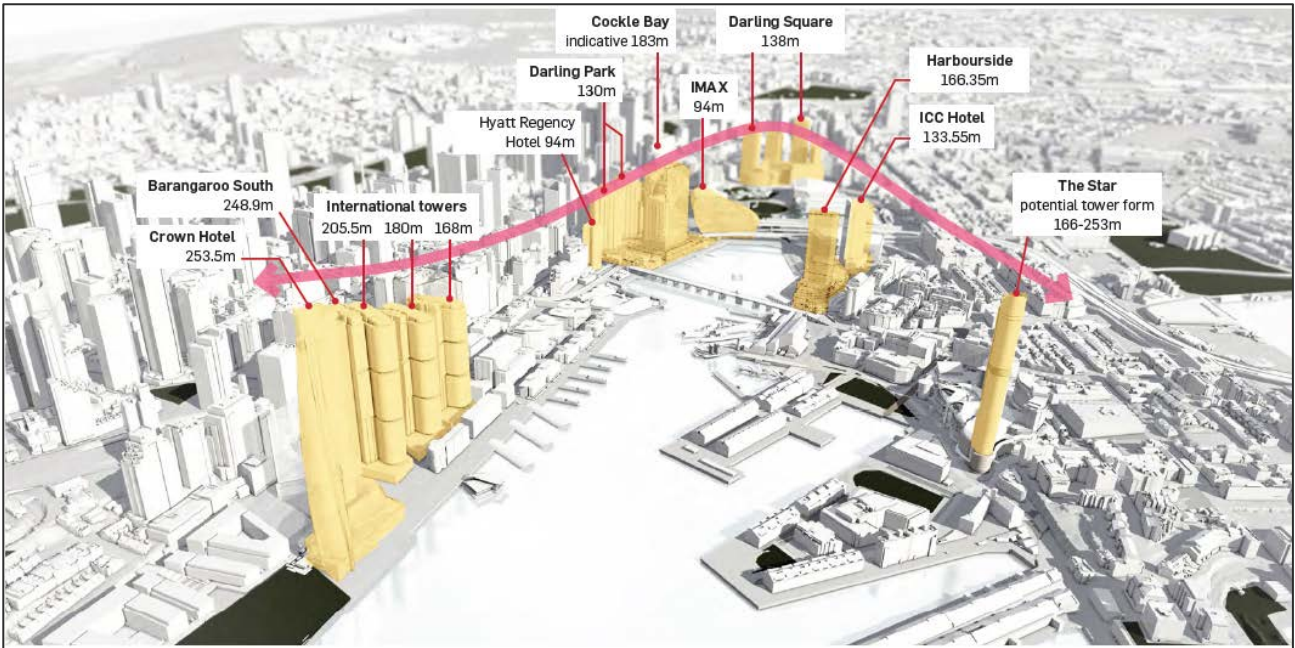 Cockle Bay
indicative 183m
Darling Square
138m
Harbourside
166.35m
Darling Park
130m
IMAX
94m
ICC Hotel
133.55m
Hyatt Regency
Hotel 94m
Barangaroo South
248.9m
International towers
205.5m 180m 168m
The Star
potential tower form
166-253m
Crown Hotel
253.5m